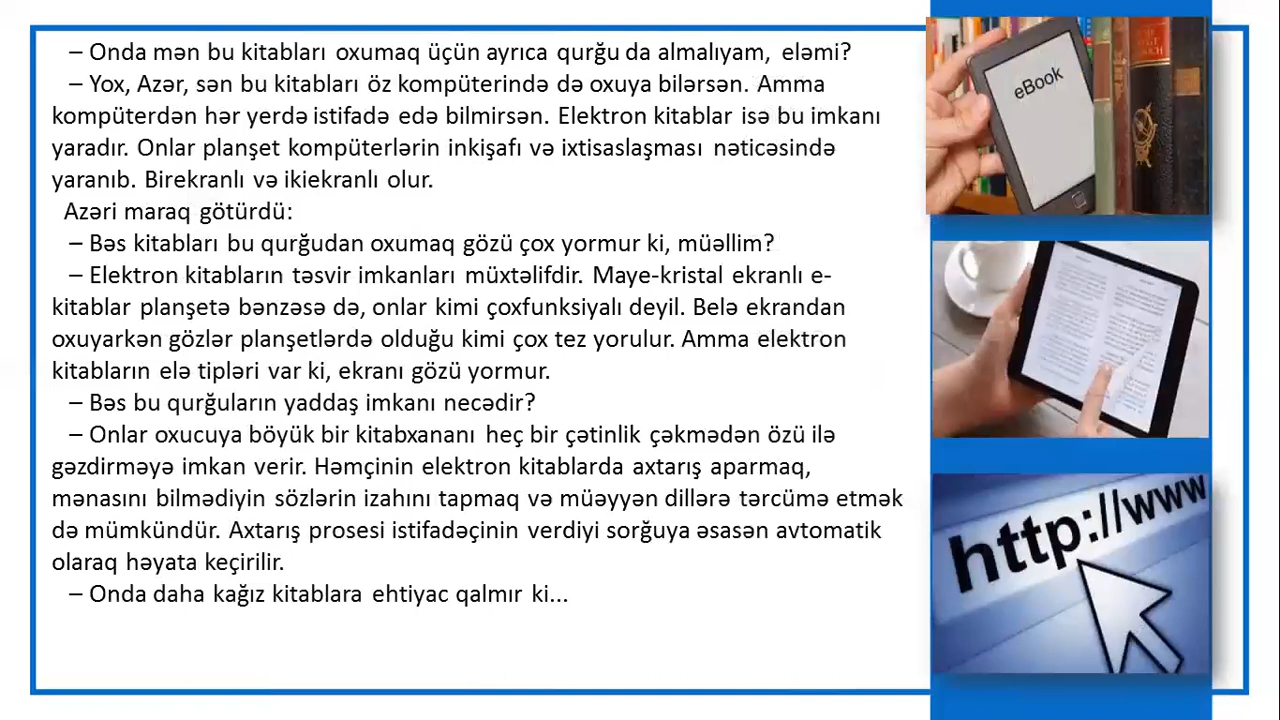 – Onda mən bu kitabları oxumaq üçün ayrıca qurğu da almalıyam, eləmi?
– Yox, Azər, sən bu kitabları öz kompüterində də oxuya bilərsən. Amma
kompüterdən hər yerdə istifadə edə bilmirsən. Elektron kitablar isə bu imkanı
yaradır. Onlar planşet kompüterlərin inkişafı və ixtisaslaşması nəticəsində
yaranıb. Birekranlı və ikiekranlı olur.
Azəri maraq götürdü:
– Bəs kitabları bu qurğudan oxumaq gözü çox yormur ki, müəllim?
– Elektron kitabların təsvir imkanları müxtəlifdir. Maye-kristal ekranlı e-
kitablar planşetə bənzəsə də, onlar kimi çoxfunksiyalı deyil. Belə ekrandan
oxuyarkən gözlər planşetlərdə olduğu kimi çox tez yorulur. Amma elektron
kitabların elə tipləri var ki, ekranı gözü yormur.
– Bəs bu qurğuların yaddaş imkanı necədir?
– Onlar oxucuya böyük bir kitabxananı heç bir çətinlik çəkmədən özü ilə
gəzdirməyə imkan verir. Həmçinin elektron kitablarda axtarış aparmaq,
mənasını bilmədiyin sözlərin izahını tapmaq və müəyyən dillərə tərcümə etmək
də mümkündür. Axtarış prosesi istifadəçinin verdiyi sorğuya əsasən avtomatik
olaraq həyata keçirilir.
– Onda daha kağız kitablara ehtiyac qalmır ki...
eBook
http://www